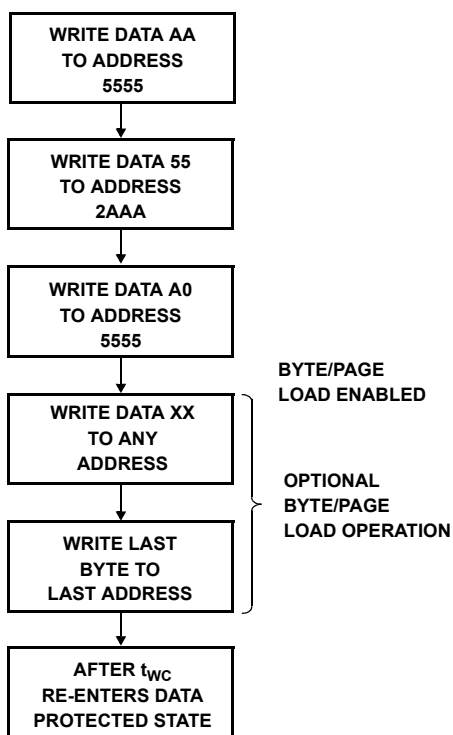 WRITE DATA AA
TO ADDRESS
5555
WRITE DATA 55
TO ADDRESS
2AAA
WRITE DATA A0
TO ADDRESS
5555
BYTE/PAGE
LOAD ENABLED
WRITE DATA XX
TO ANY
ADDRESS
OPTIONAL
BYTE/PAGE
LOAD OPERATION
WRITE LAST
BYTE TO
LAST ADDRESS
AFTER tWC
RE-ENTERS DATA
PROTECTED STATE